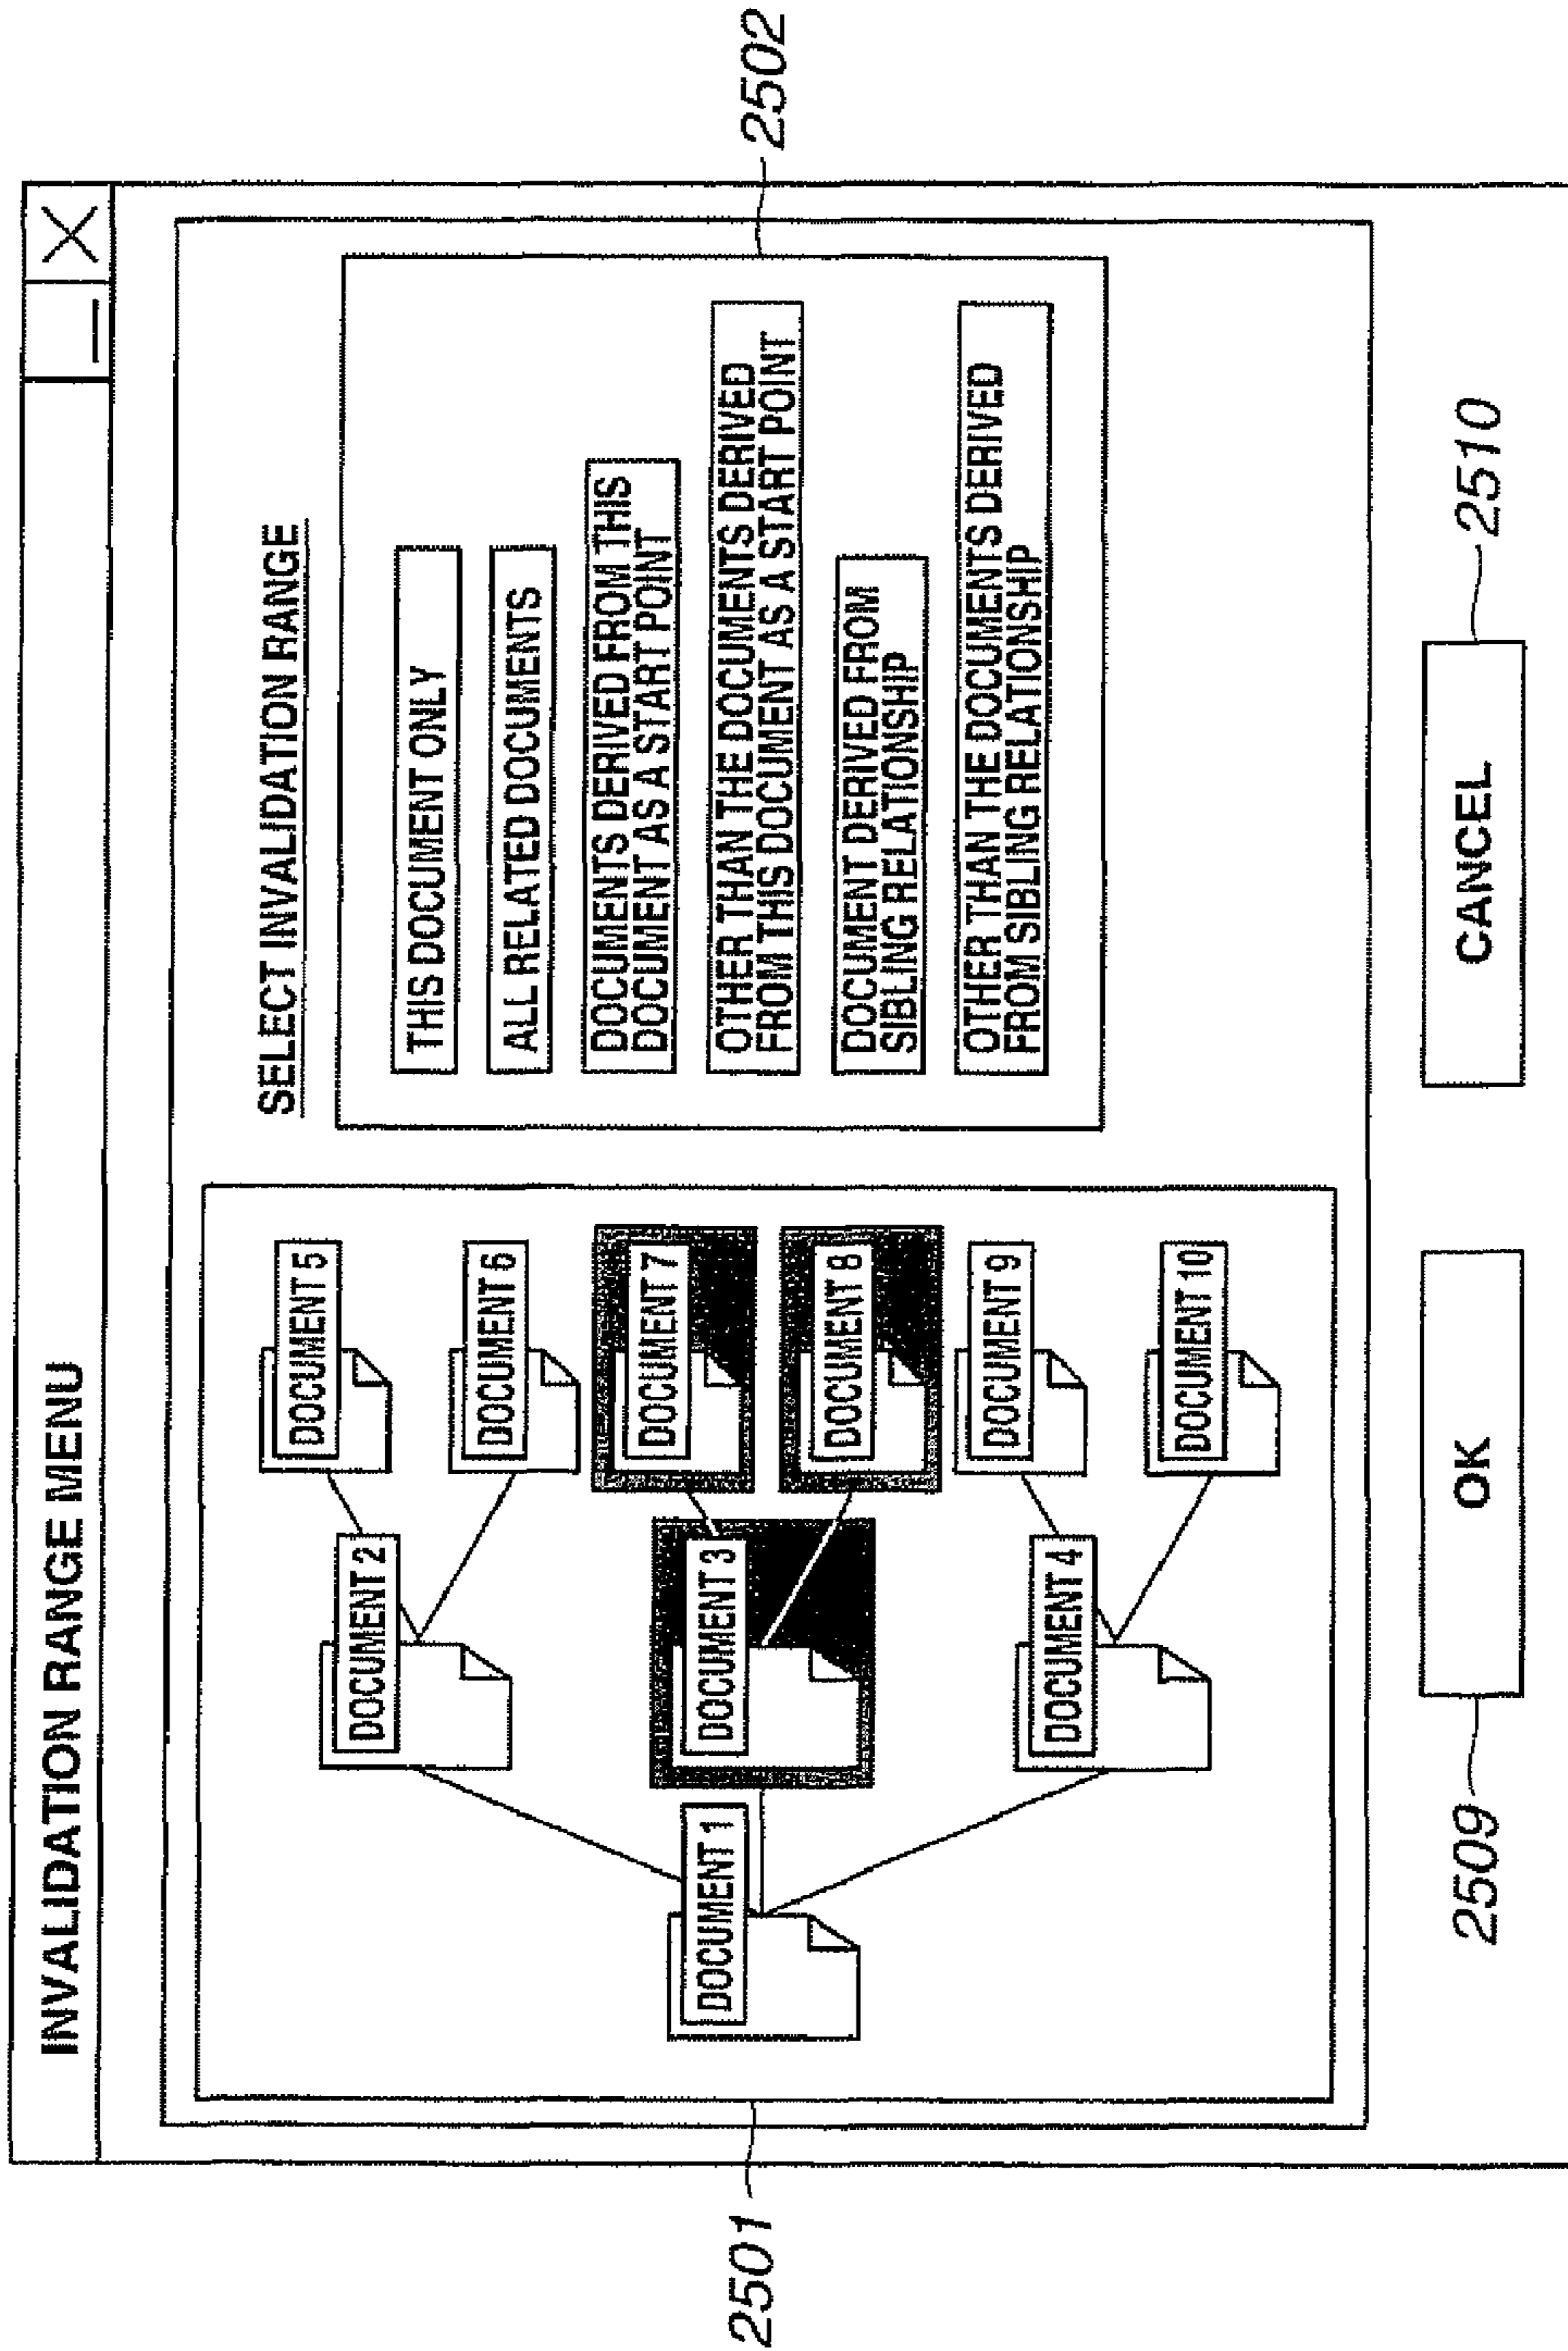 INVALIDATION RANGE MENU
_ X
2501
DOCUMENT 1
DOCUMENT 2
DOCUMENT 3
DOCUMENT 4
DOCUMENT 5
DOCUMENT 6
DOCUMENT 7
DOCUMENT 8
DOCUMENT 9
DOCUMENT 10
SELECT INVALIDATION RANGE
THIS DOCUMENT ONLY
ALL RELATED DOCUMENTS
DOCUMENTS DERIVED FROM THIS
DOCUMENT AS A START POINT
OTHER THAN THE DOCUMENTS DERIVED
FROM THIS DOCUMENT AS A START POINT
DOCUMENT DERIVED FROM
SIBLING RELATIONSHIP
OTHER THAN THE DOCUMENTS DERIVED
FROM SIBLING RELATIONSHIP
2502
2509
OK
CANCEL
2510